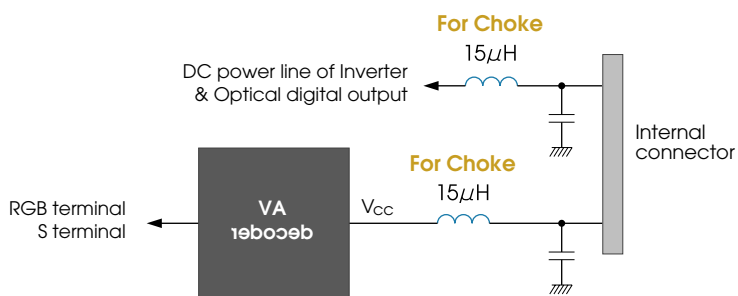 For Choke
15μH
DC power line of Inverter
& Optical digital output
Internal
connector
For Choke
15μH
RGB terminal
S terminal
AV
decoder
Vcc